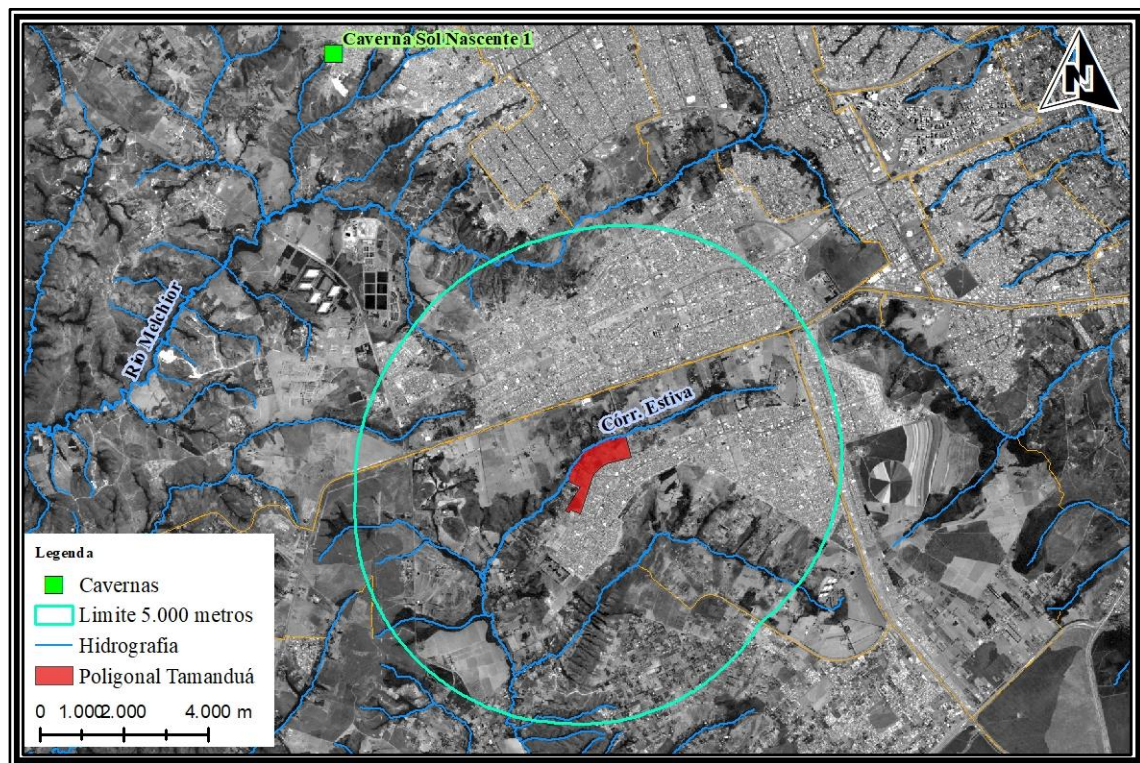 Caverna Sol Nascente 1
N
Rio Melchior
Córr. Estiva
Legenda
Cavernas
Limite 5.000 metros
Hidrografia
Poligonal Tamanduá
0 1.000 2.000 4.000 m